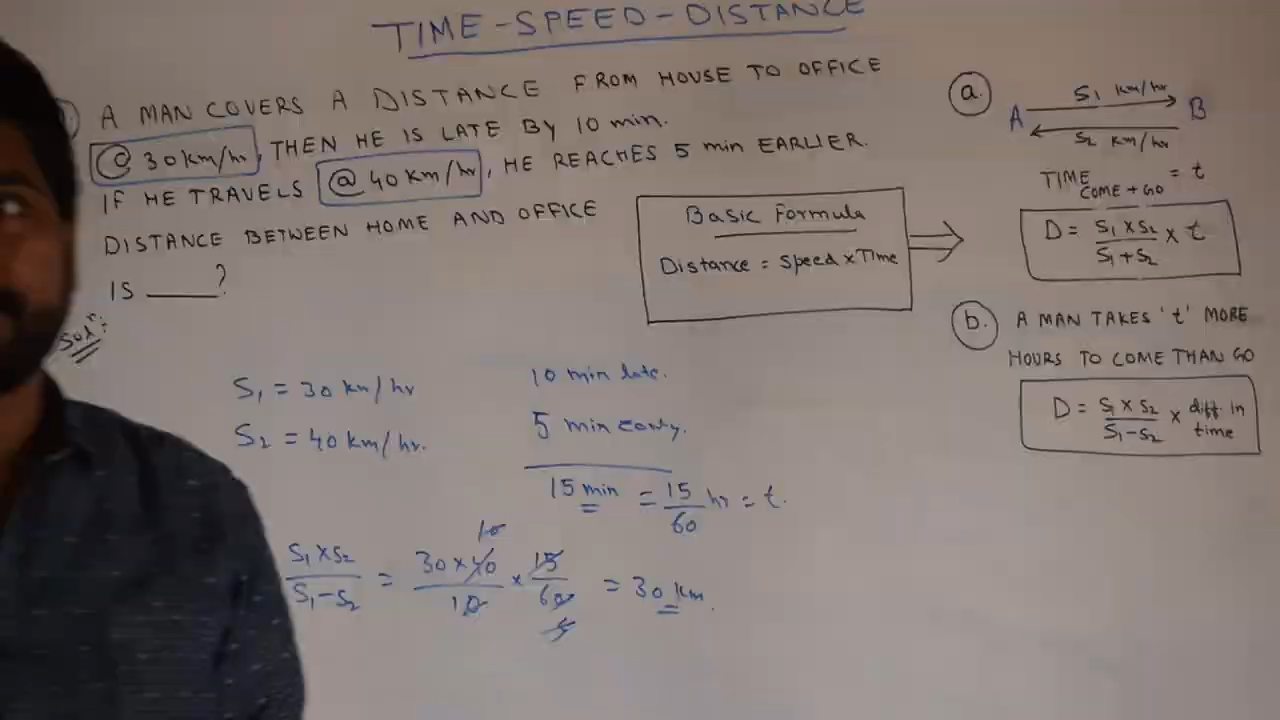 TIME-SPEED-DISTANCE
A MAN COVERS A DISTANCE FROM HOUSE TO OFFICE
@ 30km/hr, THEN HE IS LATE BY 10 min.
IF HE TRAVELS @ 40 km/hr, HE REACHES 5 min EARLIER.
DISTANCE BETWEEN HOME AND OFFICE
IS ____?
Solⁿ:
S₁ = 30 km/hr
S₂ = 40 km/hr.
10 min late.
5 min early.
15 min = 15/60 hr = t.
S₁×S₂/S₁-S₂ = 30×40/10 × 15/60 = 30 km.
10
4
Basic Formula
Distance = Speed × Time
a.
S₁ km/hr
A B
S₂ km/hr
TIME COME + GO = t
D = S₁×S₂/S₁+S₂ × t
b. A MAN TAKES 't' MORE
HOURS TO COME THAN GO
D = S₁×S₂/S₁-S₂ × diff. in time